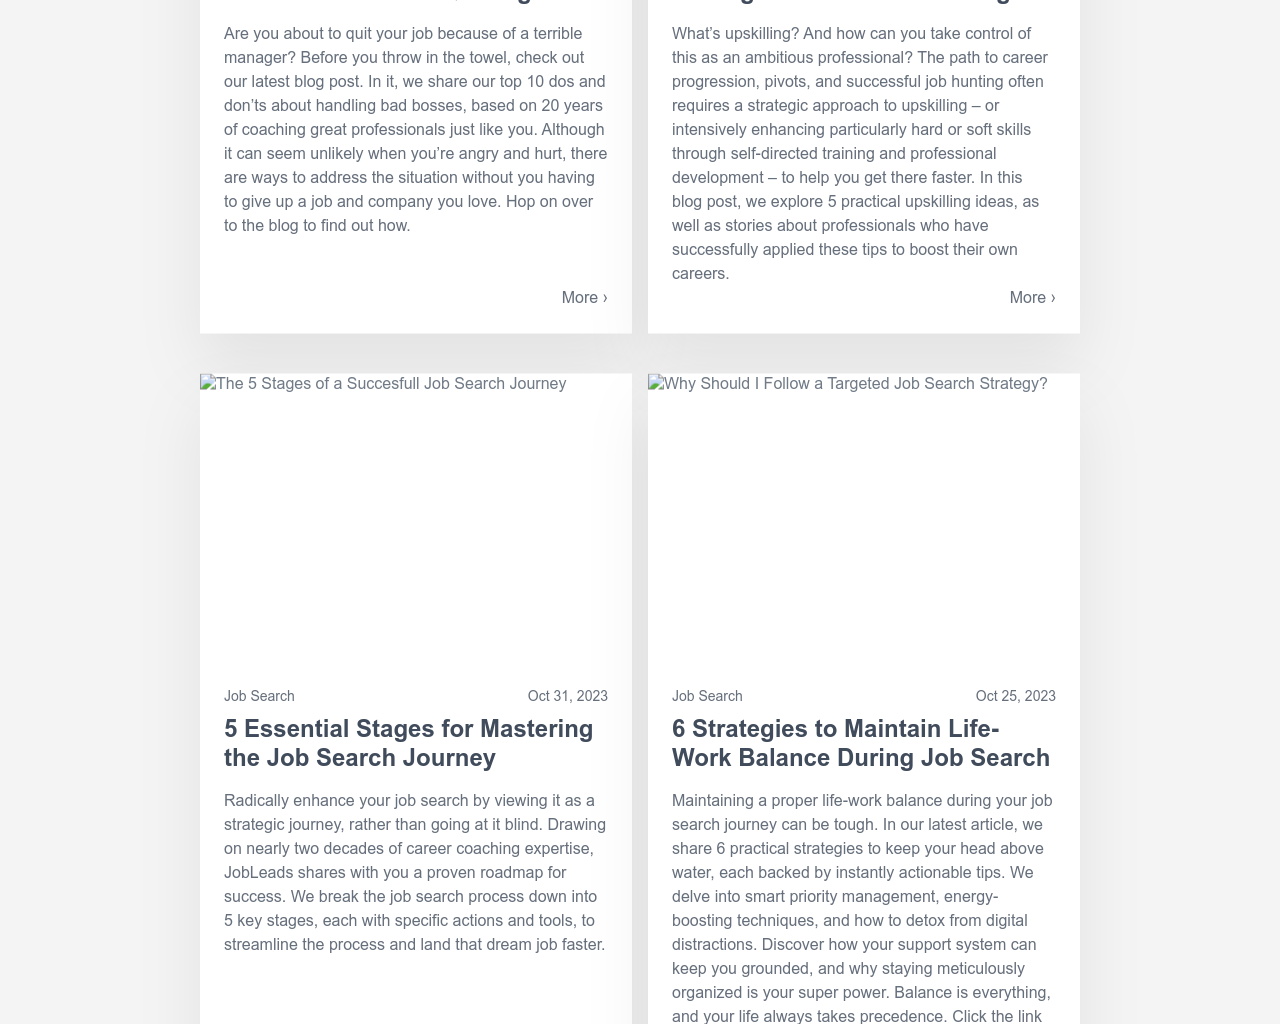 Are you about to quit your job because of a terrible
manager? Before you throw in the towel, check out
our latest blog post. In it, we share our top 10 dos and
don’ts about handling bad bosses, based on 20 years
of coaching great professionals just like you. Although
it can seem unlikely when you’re angry and hurt, there
are ways to address the situation without you having
to give up a job and company you love. Hop on over
to the blog to find out how.
More ›
What’s upskilling? And how can you take control of
this as an ambitious professional? The path to career
progression, pivots, and successful job hunting often
requires a strategic approach to upskilling – or
intensively enhancing particularly hard or soft skills
through self-directed training and professional
development – to help you get there faster. In this
blog post, we explore 5 practical upskilling ideas, as
well as stories about professionals who have
successfully applied these tips to boost their own
careers.
More ›
The 5 Stages of a Succesfull Job Search Journey
Job Search
Oct 31, 2023
5 Essential Stages for Mastering
the Job Search Journey
Radically enhance your job search by viewing it as a
strategic journey, rather than going at it blind. Drawing
on nearly two decades of career coaching expertise,
JobLeads shares with you a proven roadmap for
success. We break the job search process down into
5 key stages, each with specific actions and tools, to
streamline the process and land that dream job faster.
Why Should I Follow a Targeted Job Search Strategy?
Job Search
Oct 25, 2023
6 Strategies to Maintain Life-
Work Balance During Job Search
Maintaining a proper life-work balance during your job
search journey can be tough. In our latest article, we
share 6 practical strategies to keep your head above
water, each backed by instantly actionable tips. We
delve into smart priority management, energy-
boosting techniques, and how to detox from digital
distractions. Discover how your support system can
keep you grounded, and why staying meticulously
organized is your super power. Balance is everything,
and your life always takes precedence. Click the link